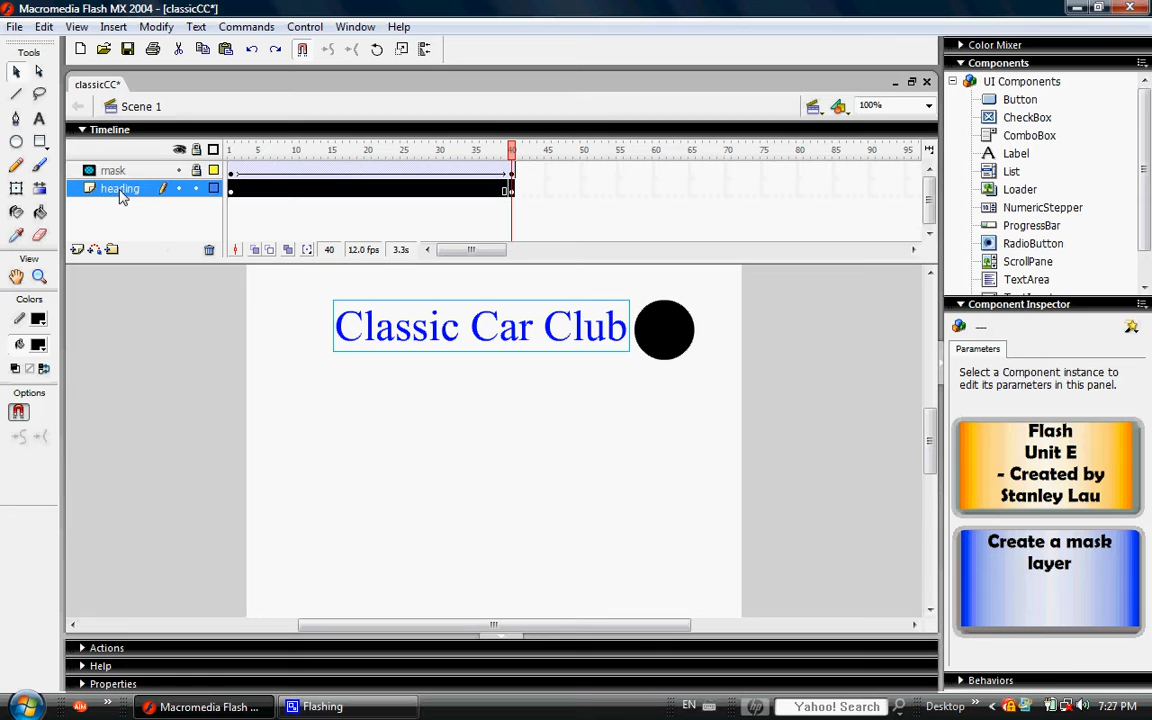 Macromedia Flash MX 2004 - [classicCC*]
File Edit View Insert Modify Text Commands Control Window Help
Tools
View
Colors
Options
classicCC*
Scene 1
100%
Timeline
1 5 10 15 20 25 30 35 40 45 50 55 60 65 70 75 80 85 90 95
mask
heading
40 12.0 fps 3.3s
Classic Car Club
Actions
Help
Properties
Color Mixer
Components
UI Components
Button
CheckBox
ComboBox
Label
List
Loader
NumericStepper
ProgressBar
RadioButton
ScrollPane
TextArea
Component Inspector
Parameters
Select a Component instance to
edit its parameters in this panel.
Flash
Unit E
- Created by
Stanley Lau
Create a mask
layer
Behaviors
AIM
Macromedia Flash ...
Flashing
EN
hp
Yahoo! Search
Desktop
7:27 PM